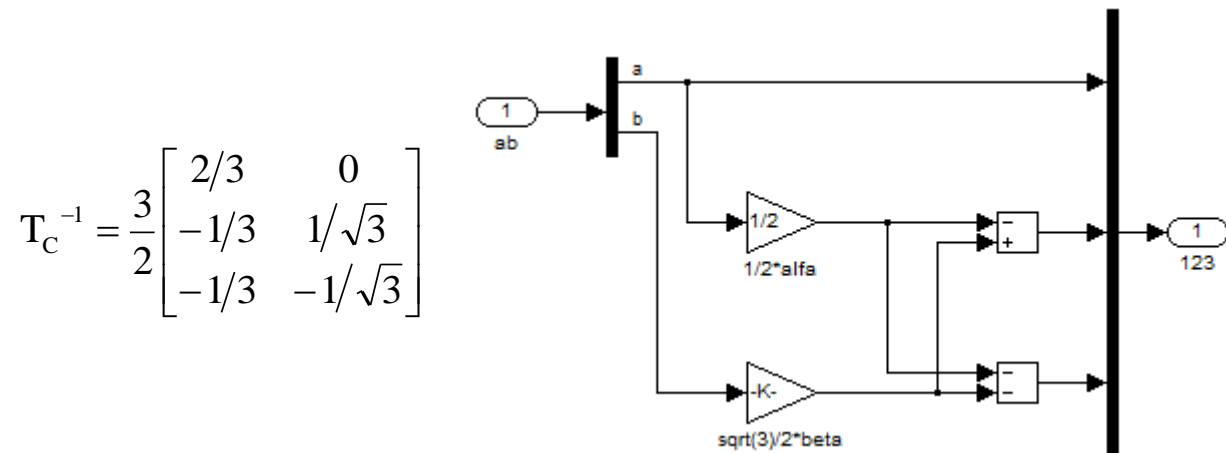 T_C^{-1} = 3/2 [ 2/3 0
-1/3 1/√3
-1/3 -1/√3 ]
1
ab
a
b
1/2
1/2*alfa
-K-
sqrt(3)/2*beta
−
+
−
−
1
123